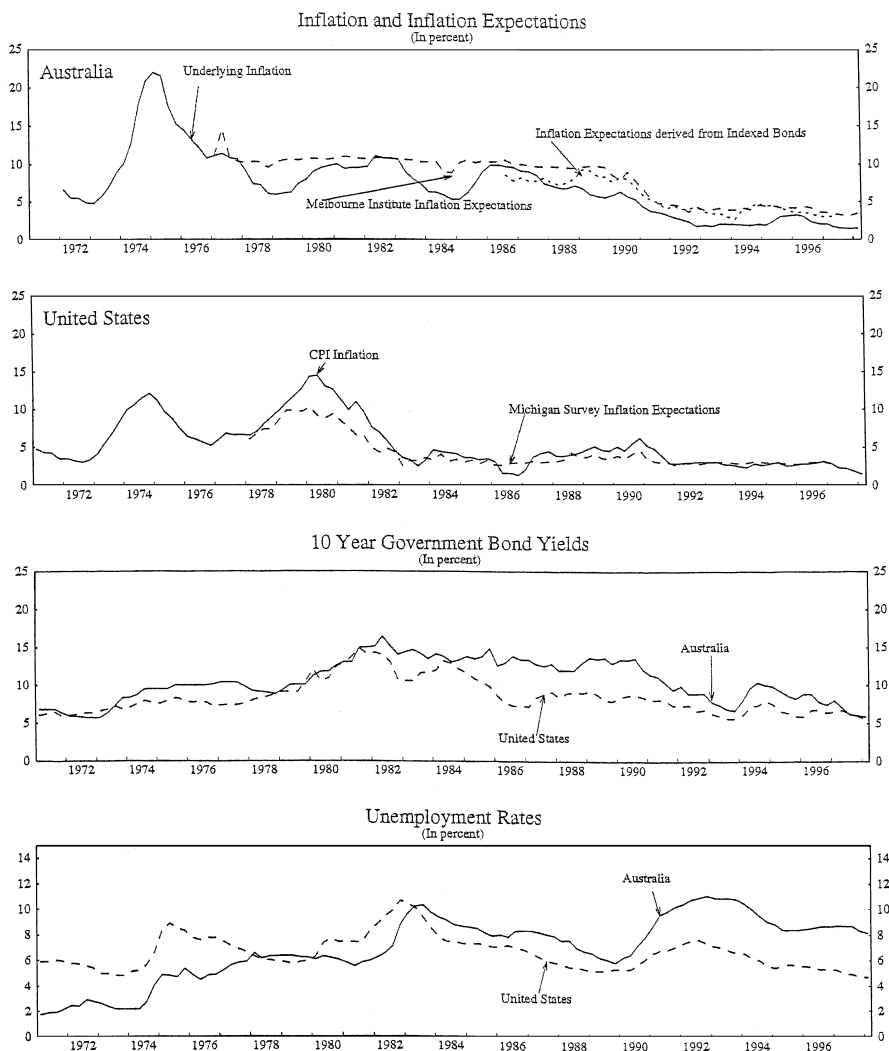 Inflation and Inflation Expectations
(In percent)
25 25
Australia
Underlying Inflation
20 20
15 15
Inflation Expectations derived from Indexed Bonds
10 10
5 5
Melbourne Institute Inflation Expectations
0 0
1972 1974 1976 1978 1980 1982 1984 1986 1988 1990 1992 1994 1996
25 25
United States
20 20
CPI Inflation
15 15
10 10
Michigan Survey Inflation Expectations
5 5
0 0
1972 1974 1976 1978 1980 1982 1984 1986 1988 1990 1992 1994 1996
10 Year Government Bond Yields
(In percent)
25 25
20 20
15 15
Australia
10 10
5 5
United States
0 0
1972 1974 1976 1978 1980 1982 1984 1986 1988 1990 1992 1994 1996
Unemployment Rates
(In percent)
14 14
12 12
Australia
10 10
8 8
6 6
4 4
United States
2 2
0 0
1972 1974 1976 1978 1980 1982 1984 1986 1988 1990 1992 1994 1996